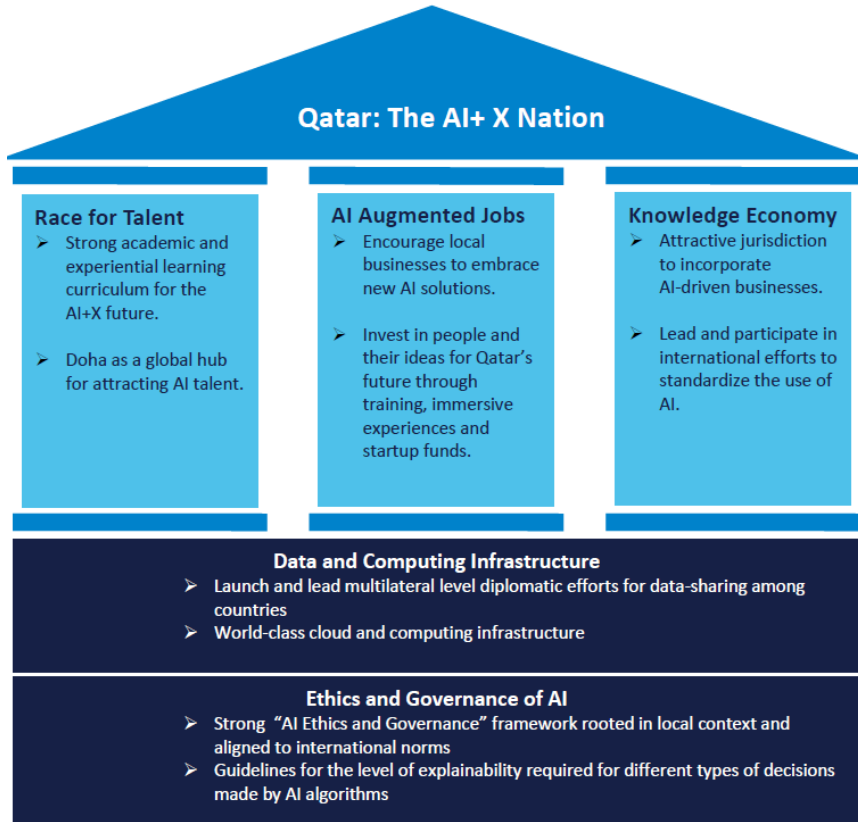 Qatar: The AI+ X Nation
Race for Talent
➢ Strong academic and
experiential learning
curriculum for the
AI+X future.
➢ Doha as a global hub
for attracting AI talent.
AI Augmented Jobs
➢ Encourage local
businesses to embrace
new AI solutions.
➢ Invest in people and
their ideas for Qatar's
future through
training, immersive
experiences and
startup funds.
Knowledge Economy
➢ Attractive jurisdiction
to incorporate
AI-driven businesses.
➢ Lead and participate in
international efforts to
standardize the use of
AI.
Data and Computing Infrastructure
➢ Launch and lead multilateral level diplomatic efforts for data-sharing among
countries
➢ World-class cloud and computing infrastructure
Ethics and Governance of AI
➢ Strong “AI Ethics and Governance” framework rooted in local context and
aligned to international norms
➢ Guidelines for the level of explainability required for different types of decisions
made by AI algorithms